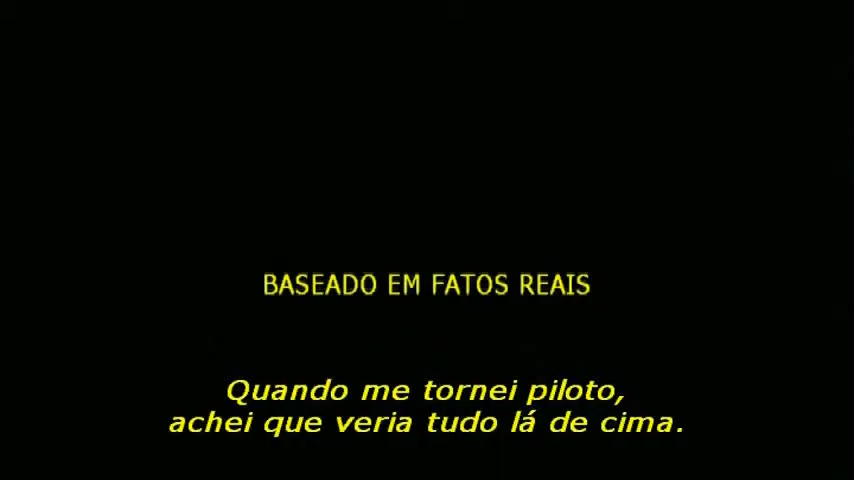 BASEADO EM FATOS REAIS
Quando me tornei piloto,
achei que veria tudo lá de cima.